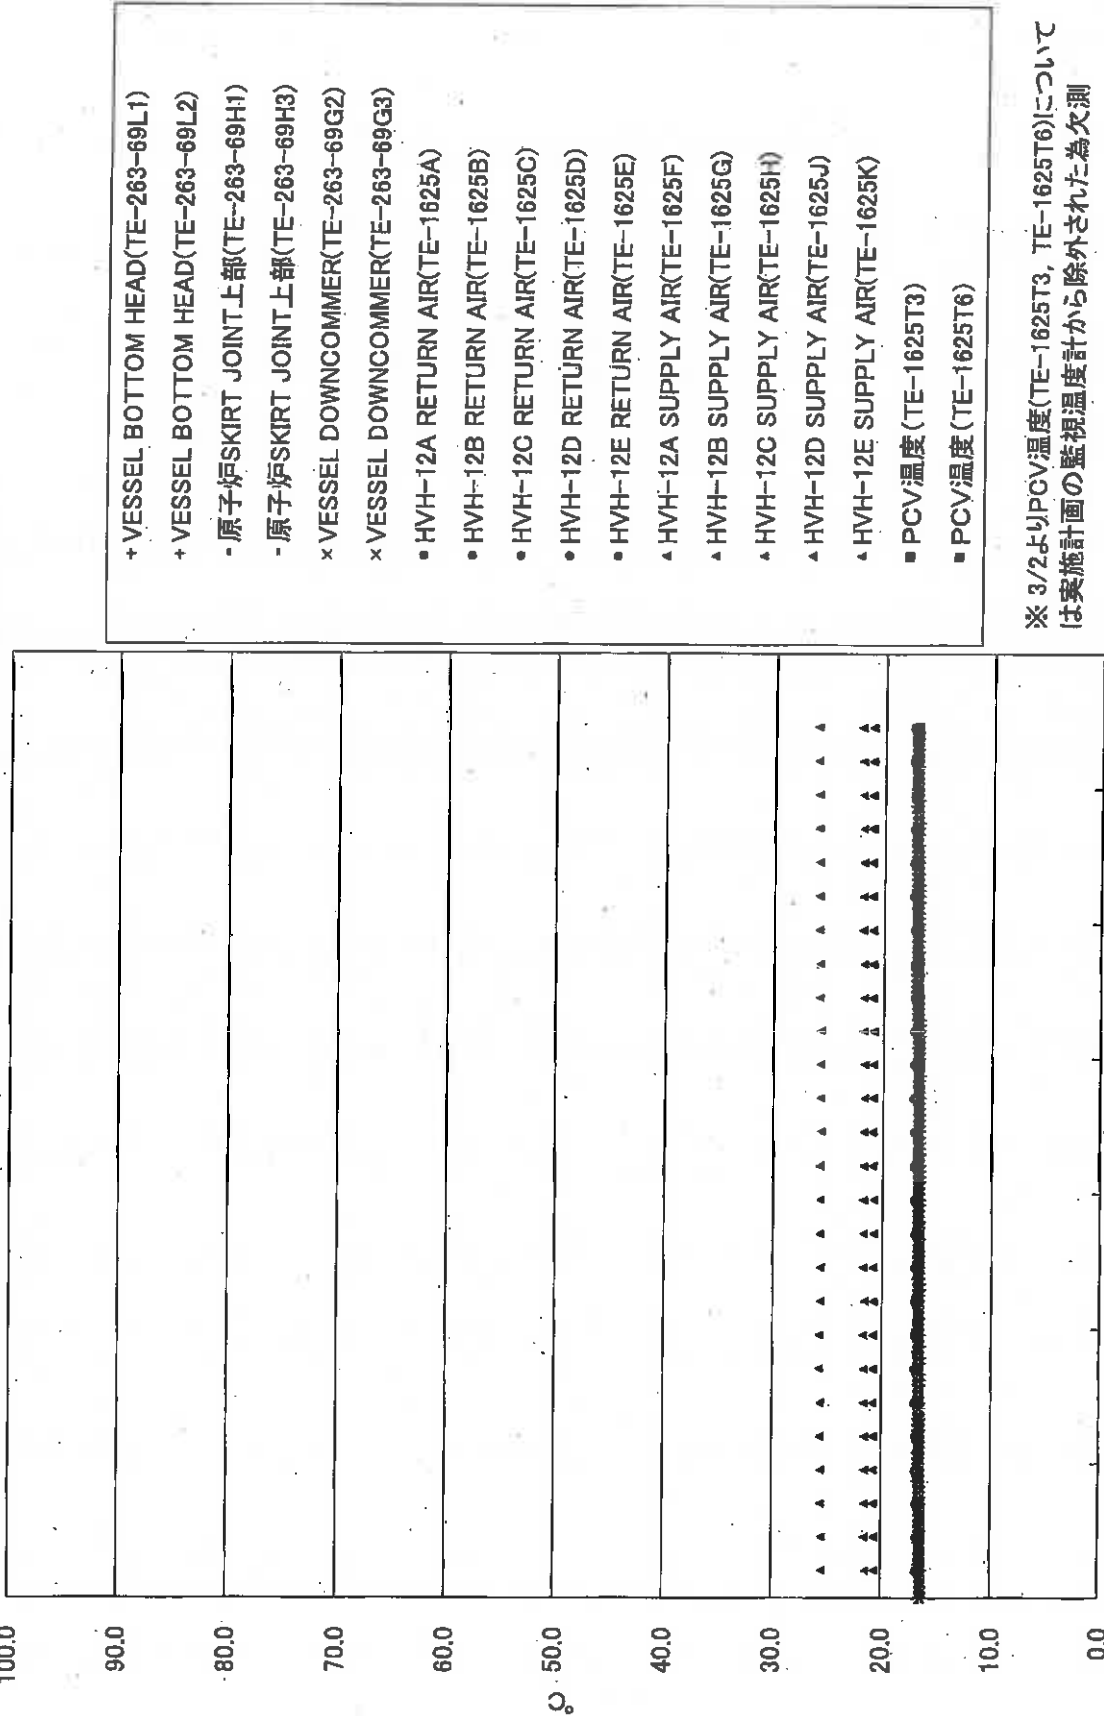 100.0
90.0
80.0
70.0
60.0
50.0
40.0
30.0
20.0
10.0
0.0
℃
+ VESSEL BOTTOM HEAD(TE-263-69L1)
+ VESSEL BOTTOM HEAD(TE-263-69L2)
- 原子炉SKIRT JOINT上部(TE-263-69H1)
- 原子炉SKIRT JOINT上部(TE-263-69H3)
× VESSEL DOWNCOMMER(TE-263-69G2)
× VESSEL DOWNCOMMER(TE-263-69G3)
● HVH-12A RETURN AIR(TE-1625A)
● HVH-12B RETURN AIR(TE-1625B)
● HVH-12C RETURN AIR(TE-1625C)
● HVH-12D RETURN AIR(TE-1625D)
● HVH-12E RETURN AIR(TE-1625E)
▲ HVH-12A SUPPLY AIR(TE-1625F)
▲ HVH-12B SUPPLY AIR(TE-1625G)
▲ HVH-12C SUPPLY AIR(TE-1625H)
▲ HVH-12D SUPPLY AIR(TE-1625J)
▲ HVH-12E SUPPLY AIR(TE-1625K)
■ PCV温度(TE-1625T3)
■ PCV温度(TE-1625T6)
※ 3/2よりPCV温度(TE-1625T3, TE-1625T6)について
は実施計画の監視温度計から除外された為欠測